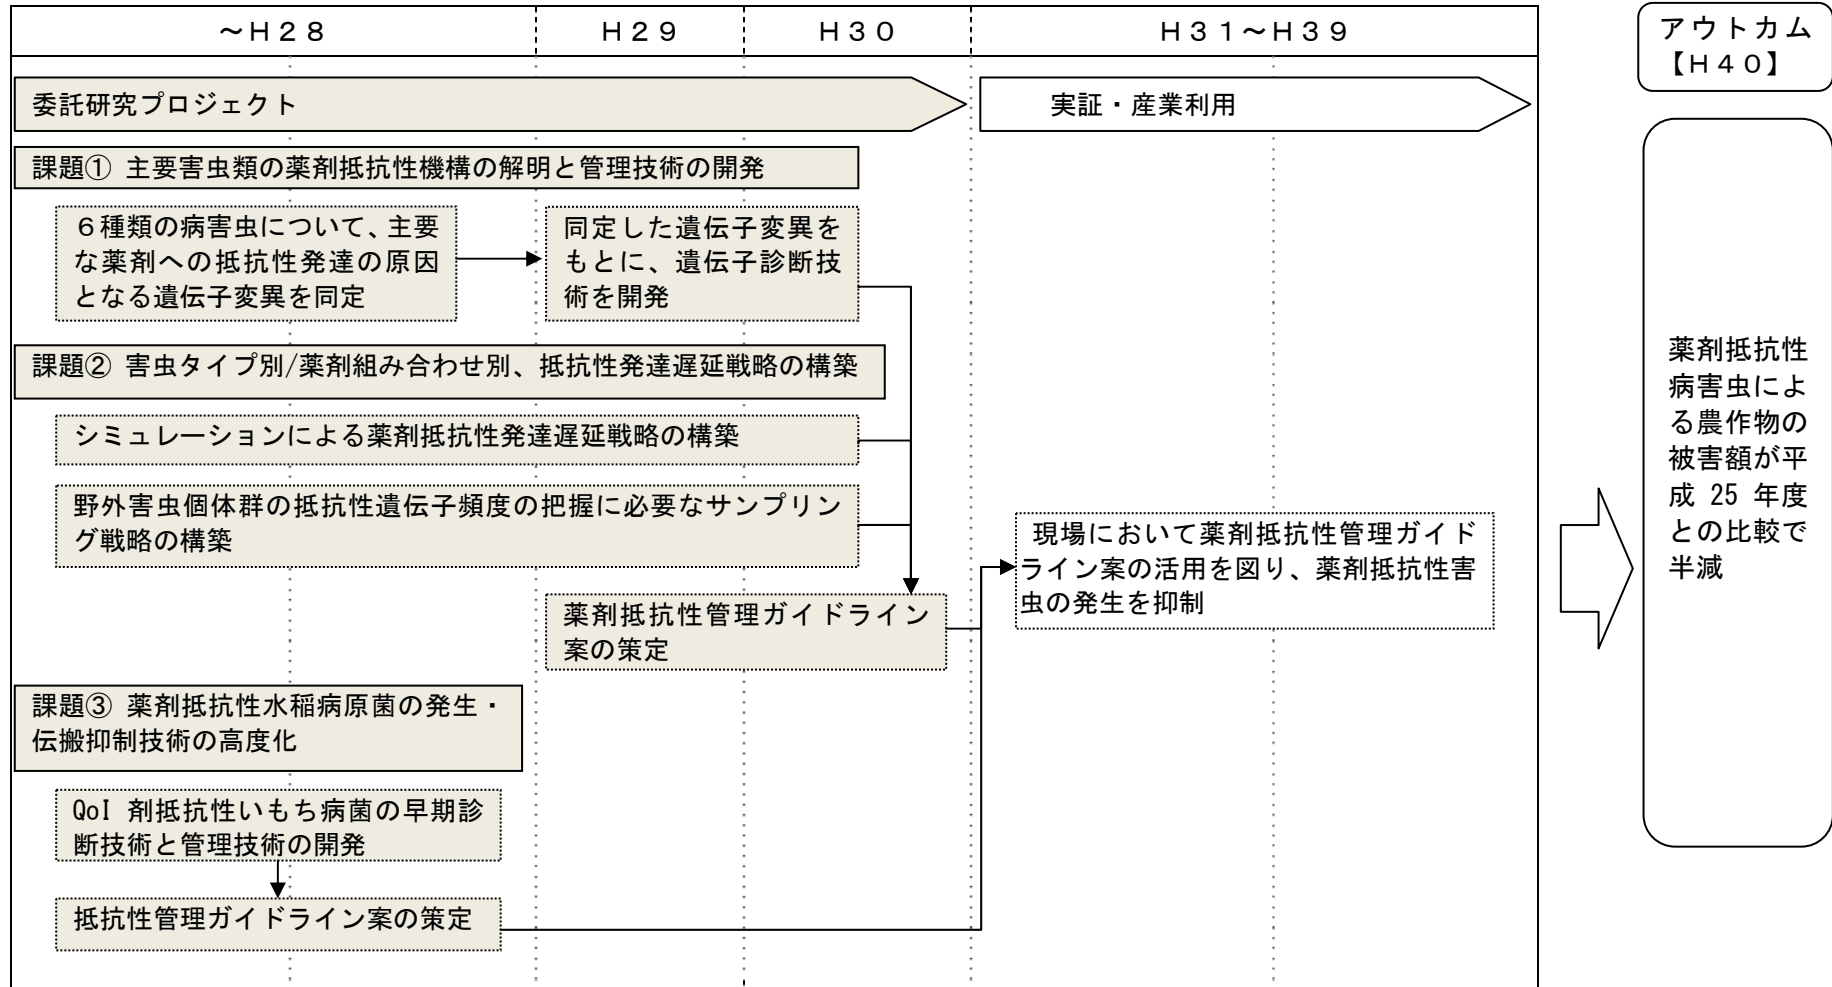 ～Ｈ２８
Ｈ２９
Ｈ３０
Ｈ３１～Ｈ３９
アウトカム
【Ｈ４０】
委託研究プロジェクト
実証・産業利用
課題① 主要害虫類の薬剤抵抗性機構の解明と管理技術の開発
６種類の病害虫について、主要
な薬剤への抵抗性発達の原因
となる遺伝子変異を同定
同定した遺伝子変異を
もとに、遺伝子診断技
術を開発
課題② 害虫タイプ別/薬剤組み合わせ別、抵抗性発達遅延戦略の構築
シミュレーションによる薬剤抵抗性発達遅延戦略の構築
野外害虫個体群の抵抗性遺伝子頻度の把握に必要なサンプリン
グ戦略の構築
薬剤抵抗性管理ガイドライン
案の策定
現場において薬剤抵抗性管理ガイド
ライン案の活用を図り、薬剤抵抗性害
虫の発生を抑制
薬剤抵抗性
病害虫によ
る農作物の
被害額が平
成 25 年度
との比較で
半減
課題③ 薬剤抵抗性水稲病原菌の発生・
伝搬抑制技術の高度化
QoI 剤抵抗性いもち病菌の早期診
断技術と管理技術の開発
抵抗性管理ガイドライン案の策定